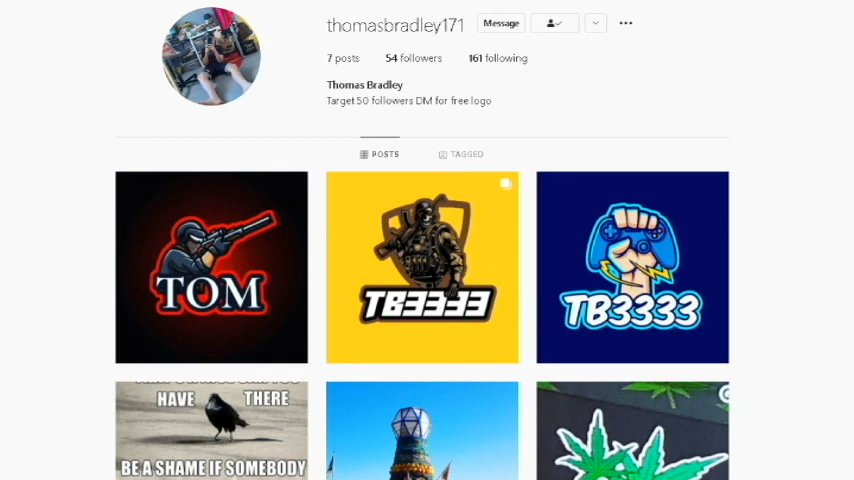 thomasbradley171 Message
7 posts 54 followers 161 following
Thomas Bradley
Target 50 followers DM for free logo
POSTS TAGGED
TOM
TB3333
TB3333
HAVE THERE
BE A SHAME IF SOMEBODY